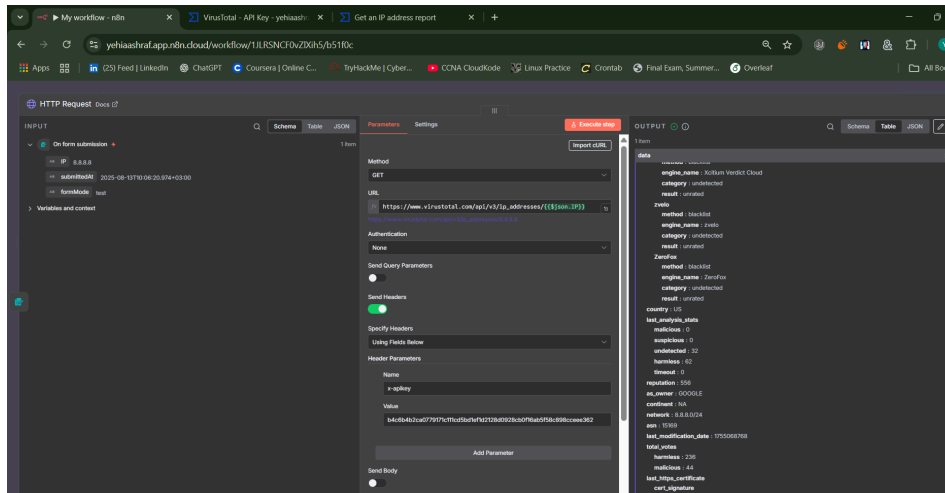 My workflow - n8n
VirusTotal - API Key - yehiaashr
Get an IP address report
yehiaashraf.app.n8n.cloud/workflow/1JLRSNCF0vZlXih5/b51f0c
Apps
(25) Feed | LinkedIn
ChatGPT
Coursera | Online C...
TryHackMe | Cyber...
CCNA CloudKode
Linux Practice
Crontab
Final Exam, Summer...
Overleaf
All Bo
HTTP Request Docs
INPUT
Schema Table JSON
On form submission
1 item
IP 8.8.8.8
submittedAt 2025-08-13T10:06:20.974+03:00
formMode test
Variables and context
Parameters Settings
Execute step
Import cURL
Method
GET
URL
https://www.virustotal.com/api/v3/ip_addresses/{{$json.IP}}
Authentication
None
Send Query Parameters
Send Headers
Specify Headers
Using Fields Below
Header Parameters
Name
x-apikey
Value
Add Parameter
Send Body
OUTPUT
Schema Table JSON
1 item
data
method : blacklist
engine_name : Xcitium Verdict Cloud
category : undetected
result : unrated
zvelo
method : blacklist
engine_name : zvelo
category : undetected
result : unrated
ZeroFox
method : blacklist
engine_name : ZeroFox
category : undetected
result : unrated
country : US
last_analysis_stats
malicious : 0
suspicious : 0
undetected : 32
harmless : 62
timeout : 0
reputation : 556
as_owner : GOOGLE
continent : NA
network : 8.8.8.0/24
asn : 15169
last_modification_date : 1755068768
total_votes
harmless : 236
malicious : 44
last_https_certificate
cert_signature